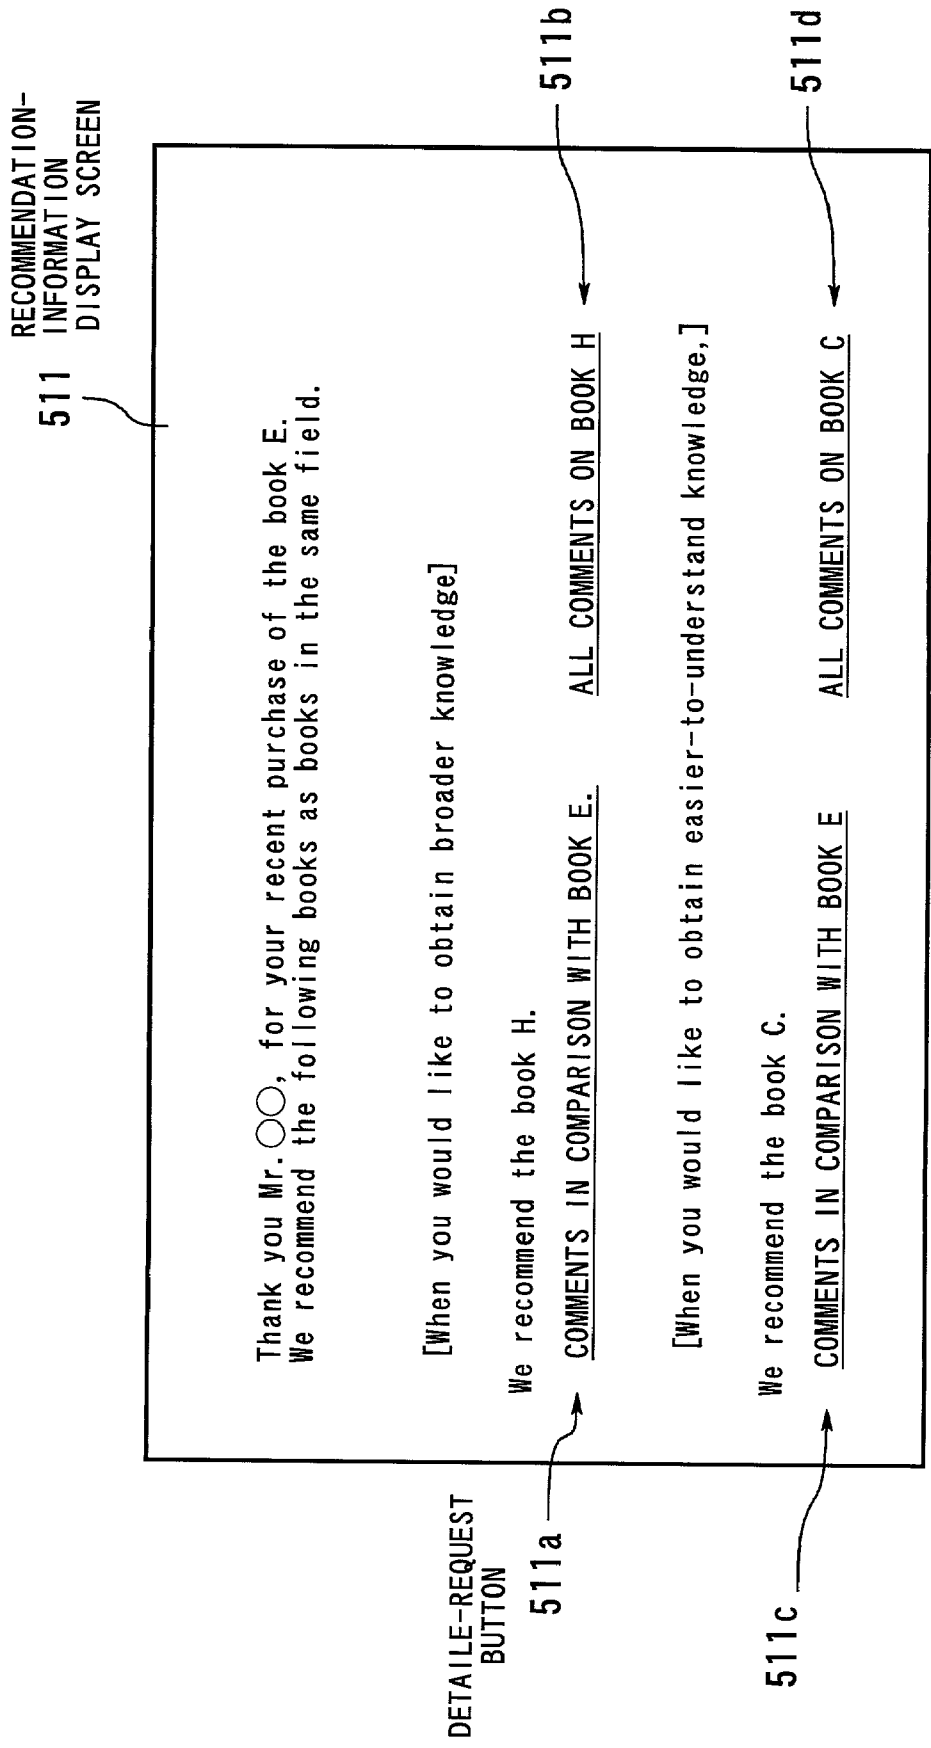 RECOMMENDATION-
INFORMATION
DISPLAY SCREEN
511
Thank you Mr.○○, for your recent purchase of the book E.
We recommend the following books as books in the same field.
[When you would like to obtain broader knowledge]
We recommend the book H.
COMMENTS IN COMPARISON WITH BOOK E. ALL COMMENTS ON BOOK H
511b
DETAILE-REQUEST
BUTTON
511a
[When you would like to obtain easier-to-understand knowledge,]
We recommend the book C.
COMMENTS IN COMPARISON WITH BOOK E ALL COMMENTS ON BOOK C
511d
511c